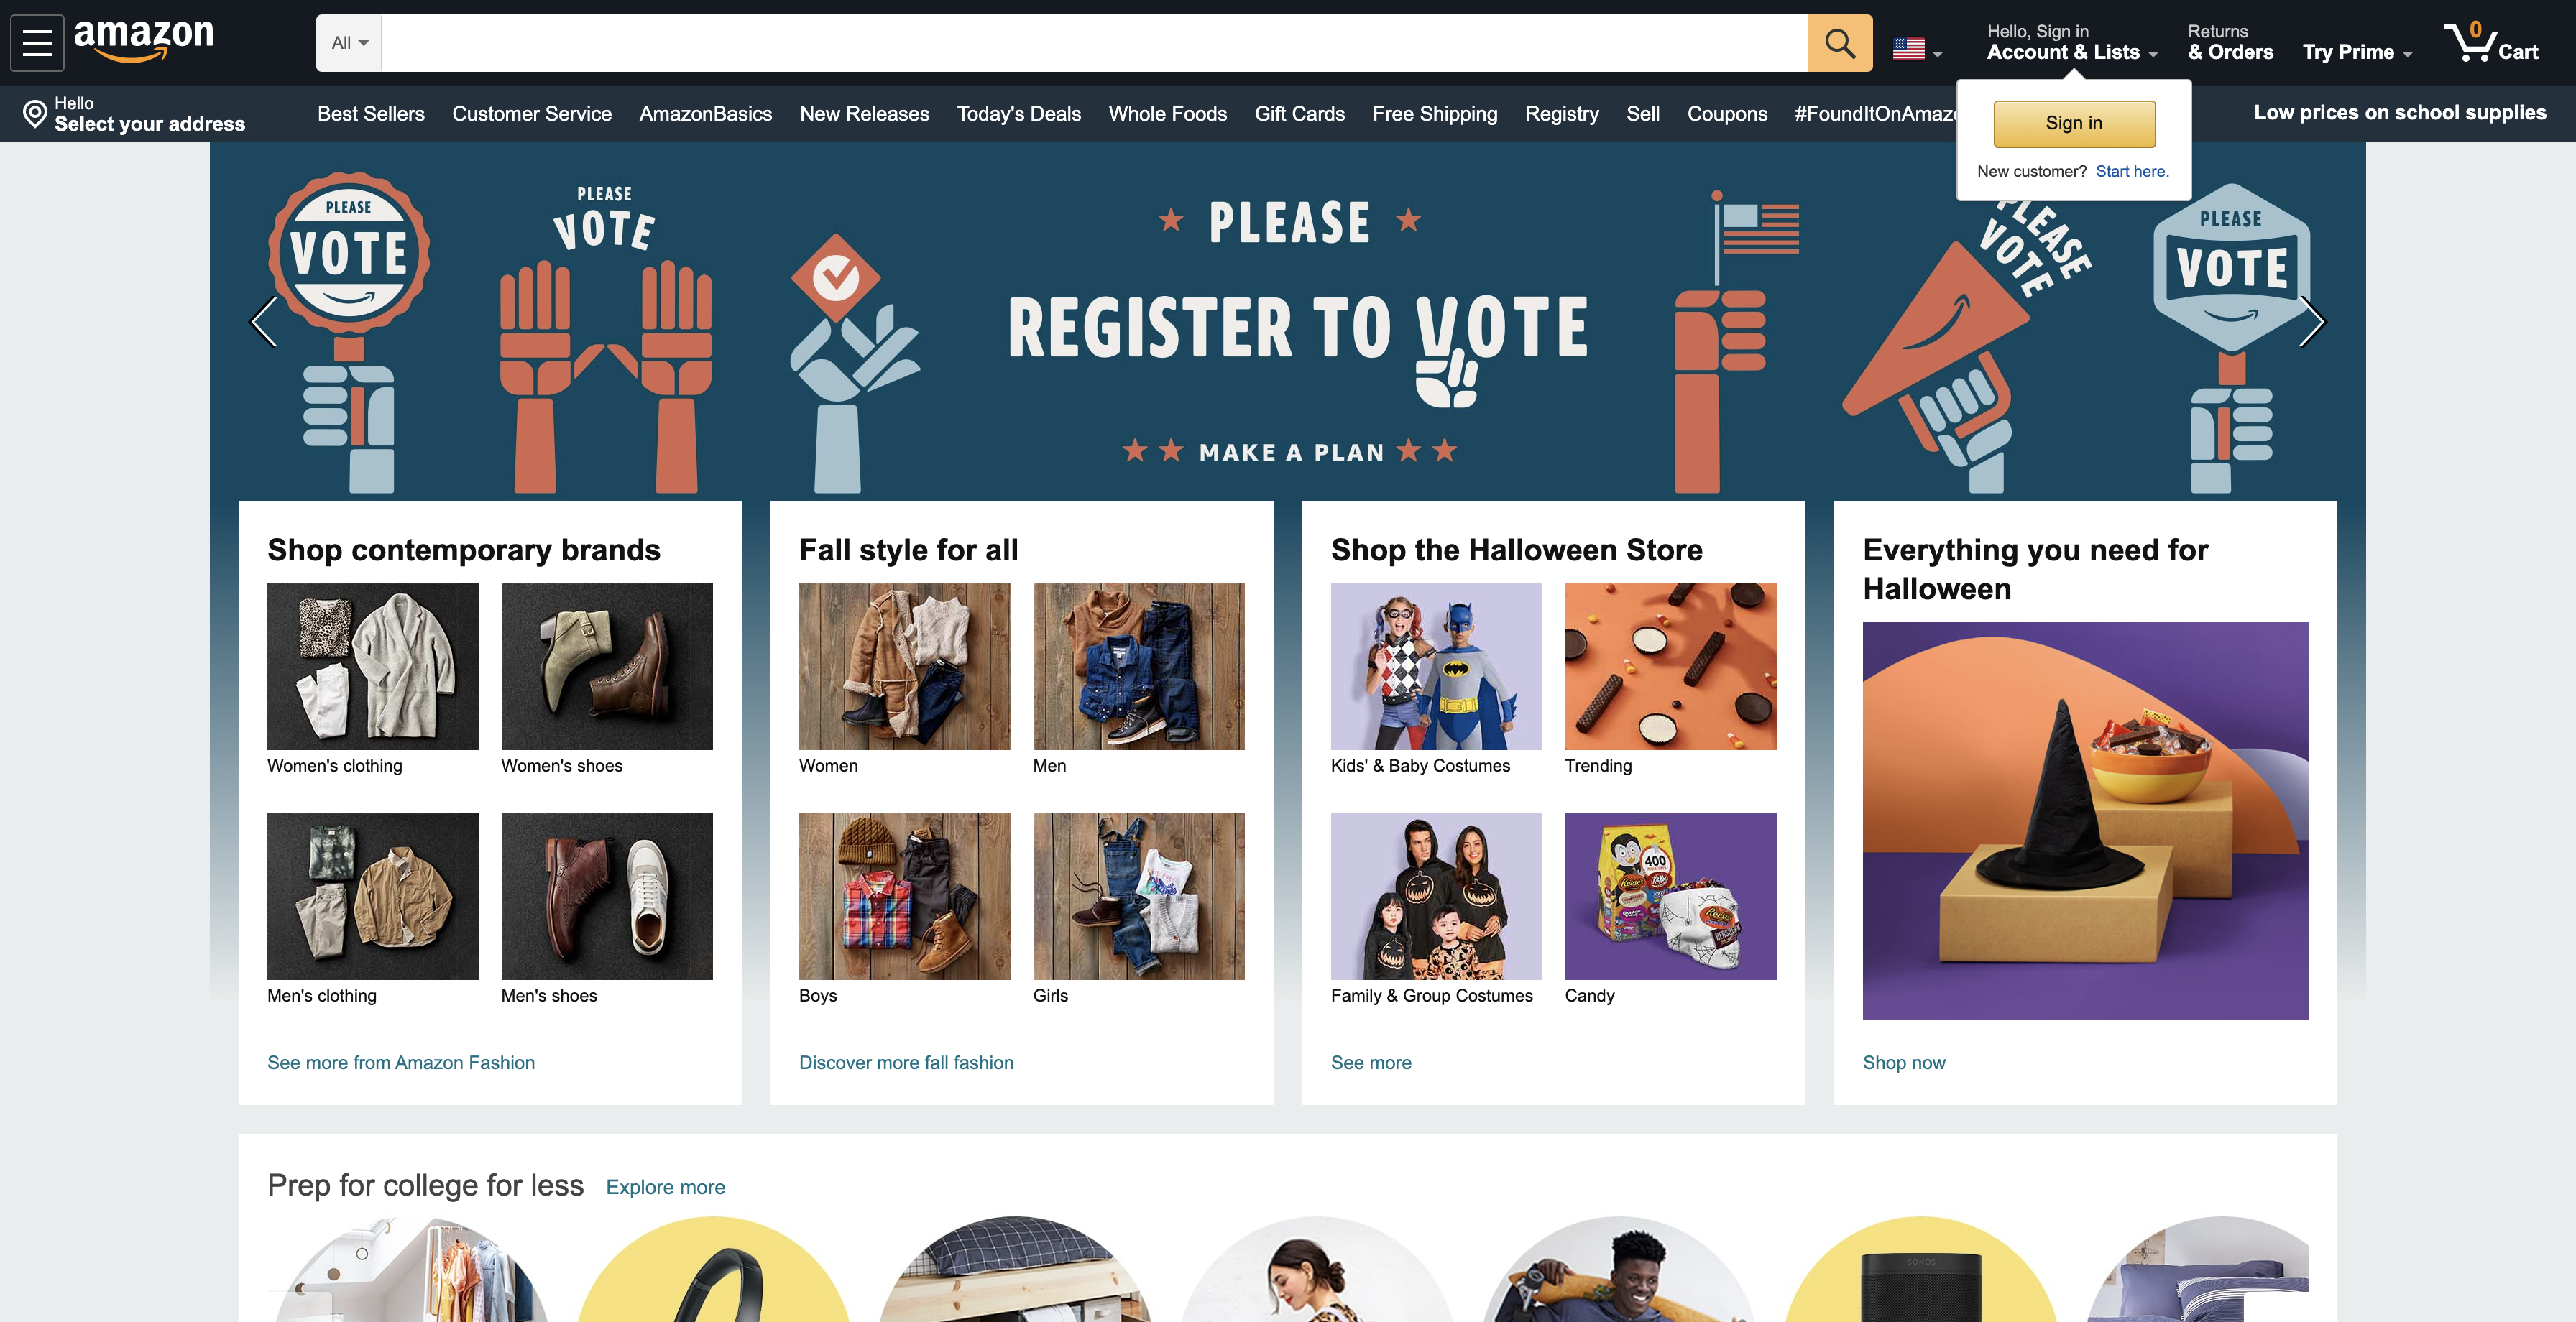 amazon
All
Hello, Sign in
Account & Lists
Returns
& Orders
Try Prime
0
Cart
Hello
Select your address
Best Sellers
Customer Service
AmazonBasics
New Releases
Today's Deals
Whole Foods
Gift Cards
Free Shipping
Registry
Sell
Coupons
#FoundItOnAmazo
Low prices on school supplies
Sign in
New customer? Start here.
PLEASE
VOTE
PLEASE
VOTE
PLEASE
REGISTER TO VOTE
MAKE A PLAN
PLEASE
VOTE
PLEASE
VOTE
Shop contemporary brands
Women's clothing
Women's shoes
Men's clothing
Men's shoes
See more from Amazon Fashion
Fall style for all
Women
Men
Boys
Girls
Discover more fall fashion
Shop the Halloween Store
Kids' & Baby Costumes
Trending
Family & Group Costumes
400
Reese's
Reese's
Candy
See more
Everything you need for
Halloween
Shop now
Prep for college for less
Explore more
SONOS